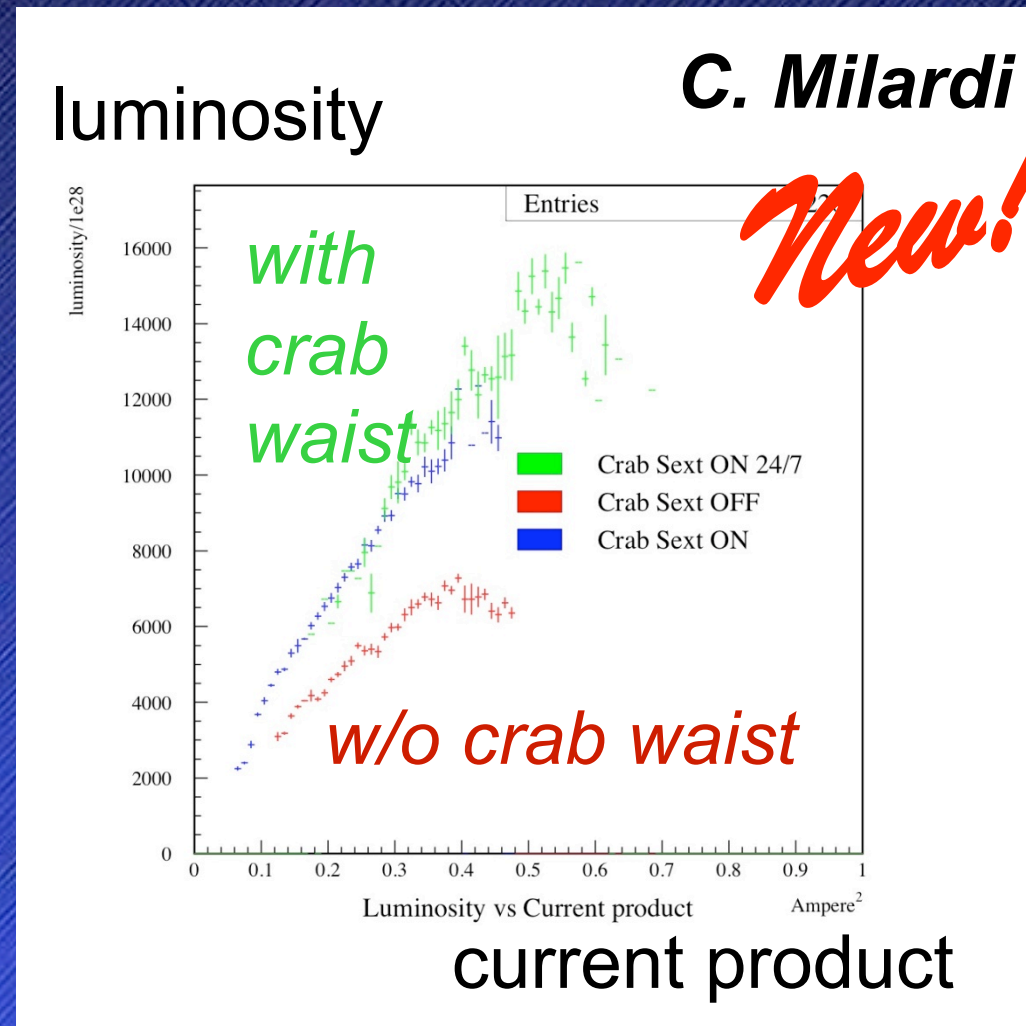 luminosity
C. Milardi
New!
luminosity/1e28
Entries
with
crab
waist
16000
14000
12000
10000
8000
6000
4000
2000
0
Crab Sext ON 24/7
Crab Sext OFF
Crab Sext ON
w/o crab waist
0 0.1 0.2 0.3 0.4 0.5 0.6 0.7 0.8 0.9 1
Luminosity vs Current product
Ampere²
current product